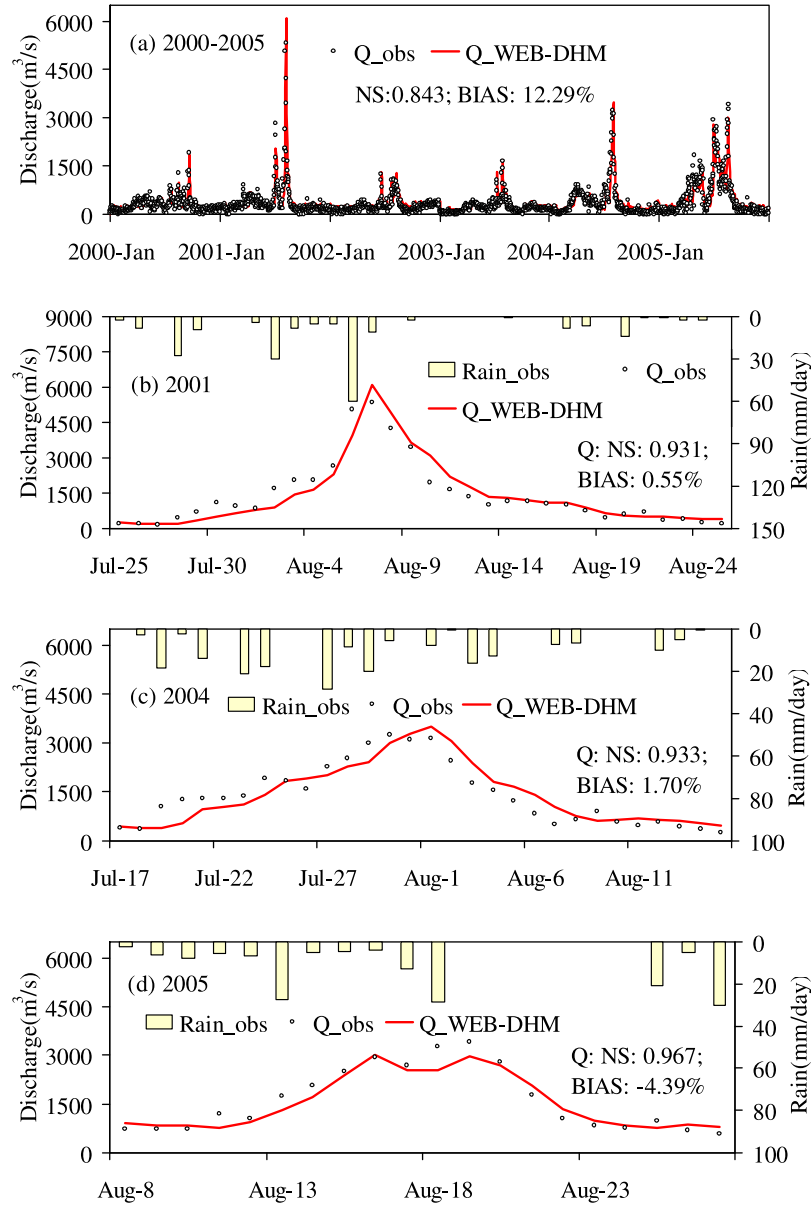 6000
4500
3000
1500
0
Discharge(m³/s)
(a) 2000-2005
Q_obs
Q_WEB-DHM
NS:0.843; BIAS: 12.29%
2000-Jan 2001-Jan 2002-Jan 2003-Jan 2004-Jan 2005-Jan
9000
7500
6000
4500
3000
1500
0
Discharge(m³/s)
(b) 2001
Rain_obs
Q_obs
Q_WEB-DHM
Q: NS: 0.931;
BIAS: 0.55%
0
30
60
90
120
150
Rain(mm/day)
Jul-25 Jul-30 Aug-4 Aug-9 Aug-14 Aug-19 Aug-24
6000
4500
3000
1500
0
Discharge(m³/s)
(c) 2004
Rain_obs
Q_obs
Q_WEB-DHM
Q: NS: 0.933;
BIAS: 1.70%
0
20
40
60
80
100
Rain(mm/day)
Jul-17 Jul-22 Jul-27 Aug-1 Aug-6 Aug-11
6000
4500
3000
1500
0
Discharge(m³/s)
(d) 2005
Rain_obs
Q_obs
Q_WEB-DHM
Q: NS: 0.967;
BIAS: -4.39%
0
20
40
60
80
100
Rain(mm/day)
Aug-8 Aug-13 Aug-18 Aug-23